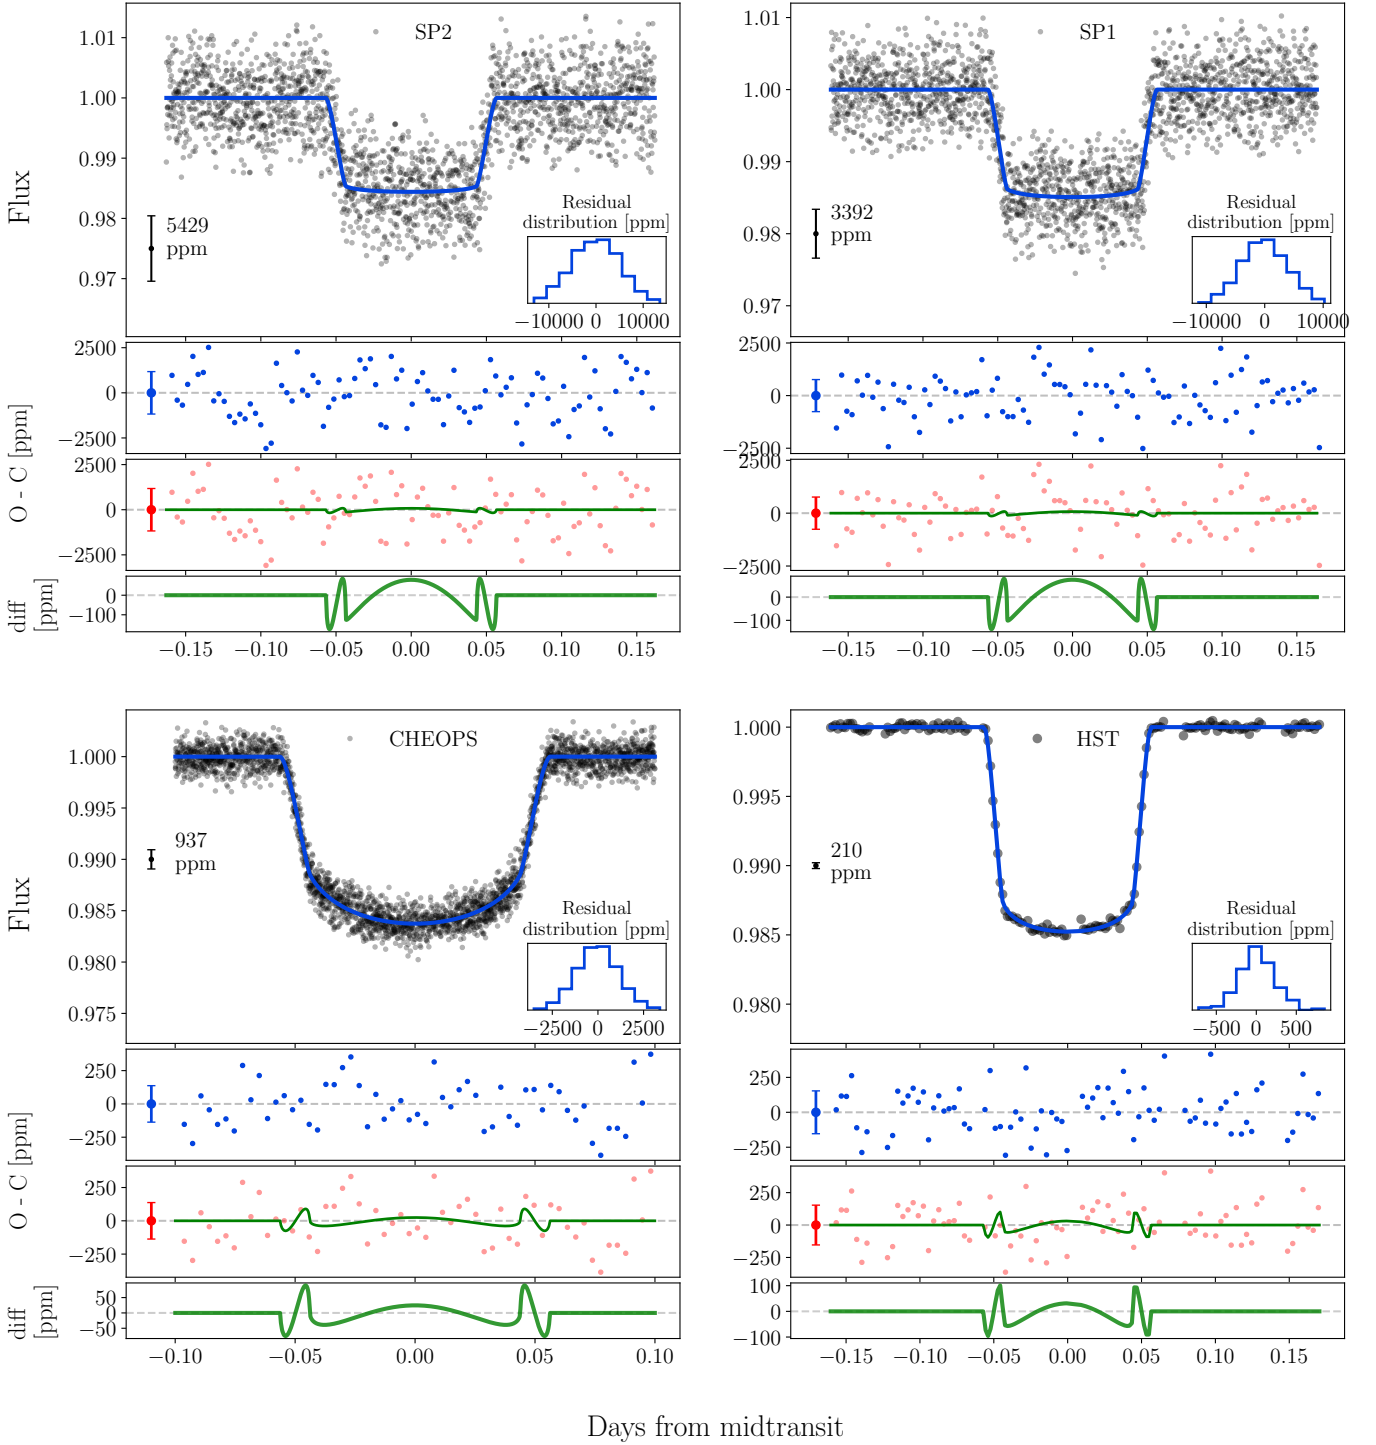 SP2
1.01
1.00
0.99
0.98
0.97
Flux
5429
ppm
Residual
distribution [ppm]
−10000 0 10000
2500
0
−2500
O - C [ppm]
2500
0
−2500
diff
[ppm]
0
−100
−0.15 −0.10 −0.05 0.00 0.05 0.10 0.15
SP1
1.01
1.00
0.99
0.98
0.97
3392
ppm
Residual
distribution [ppm]
−10000 0 10000
2500
0
−2500
2500
0
−2500
0
−100
−0.15 −0.10 −0.05 0.00 0.05 0.10 0.15
CHEOPS
1.000
0.995
0.990
0.985
0.980
0.975
Flux
937
ppm
Residual
distribution [ppm]
−2500 0 2500
250
0
−250
O - C [ppm]
250
0
−250
diff
[ppm]
50
0
−50
−0.10 −0.05 0.00 0.05 0.10
HST
1.000
0.995
0.990
0.985
0.980
210
ppm
Residual
distribution [ppm]
−500 0 500
250
0
−250
250
0
−250
100
0
−100
−0.15 −0.10 −0.05 0.00 0.05 0.10 0.15
Days from midtransit